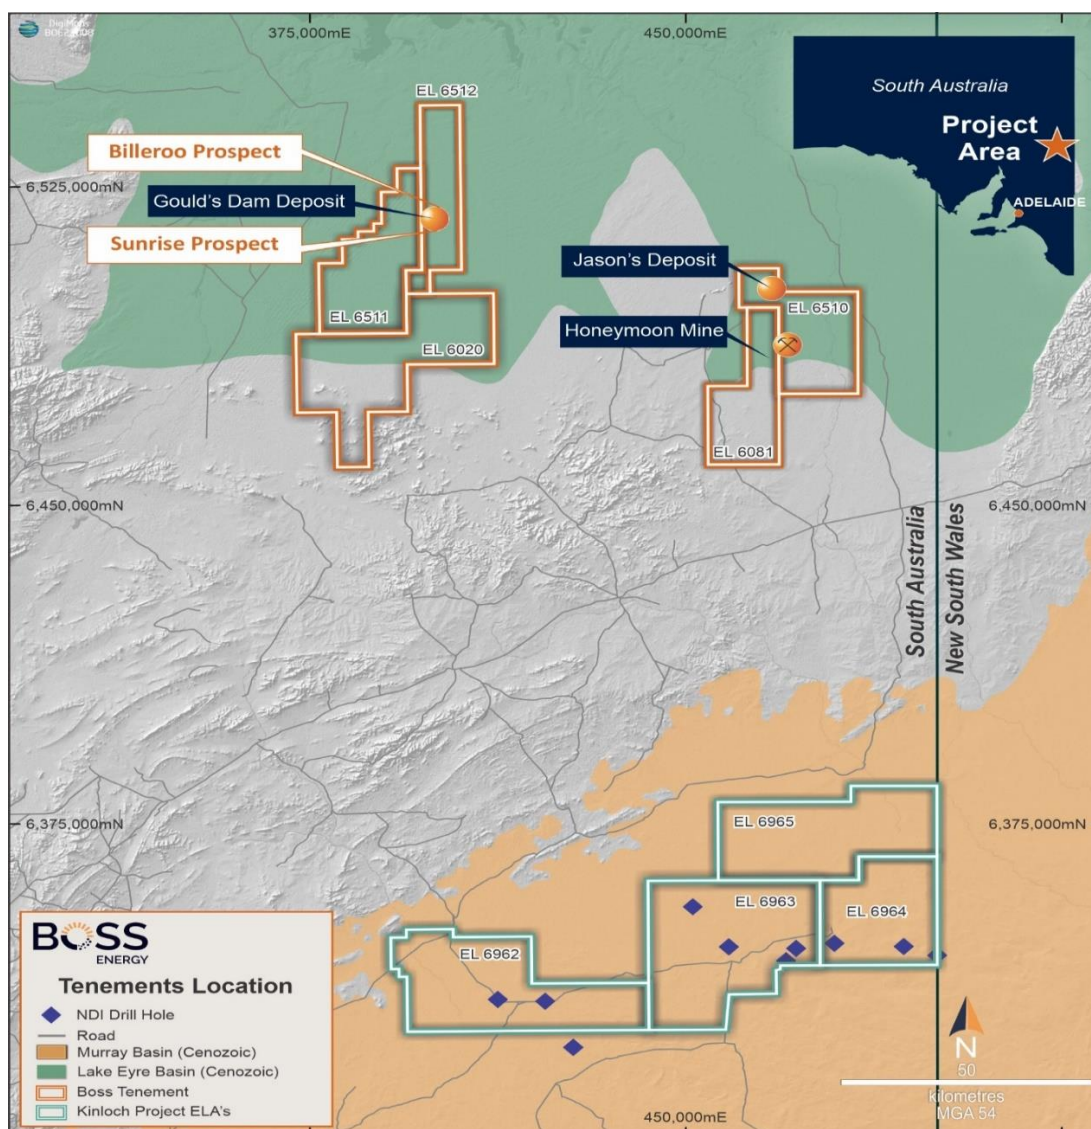 DigiMaps
375,000mE
450,000mE
EL 6512
South Australia
Project
Area
ADELAIDE
Billeroo Prospect
6,525,000mN
Gould's Dam Deposit
Sunrise Prospect
Jason's Deposit
EL 6510
EL 6511
Honeymoon Mine
EL 6020
EL 6081
6,450,000mN
6,450,000mN
South Australia
New South Wales
6,375,000mN
6,375,000mN
EL 6965
EL 6963
EL 6964
EL 6962
BOSS
ENERGY
Tenements Location
NDI Drill Hole
Road
Murray Basin (Cenozoic)
Lake Eyre Basin (Cenozoic)
Boss Tenement
Kinloch Project ELA's
450,000mE
N
50
kilometres
MGA 54